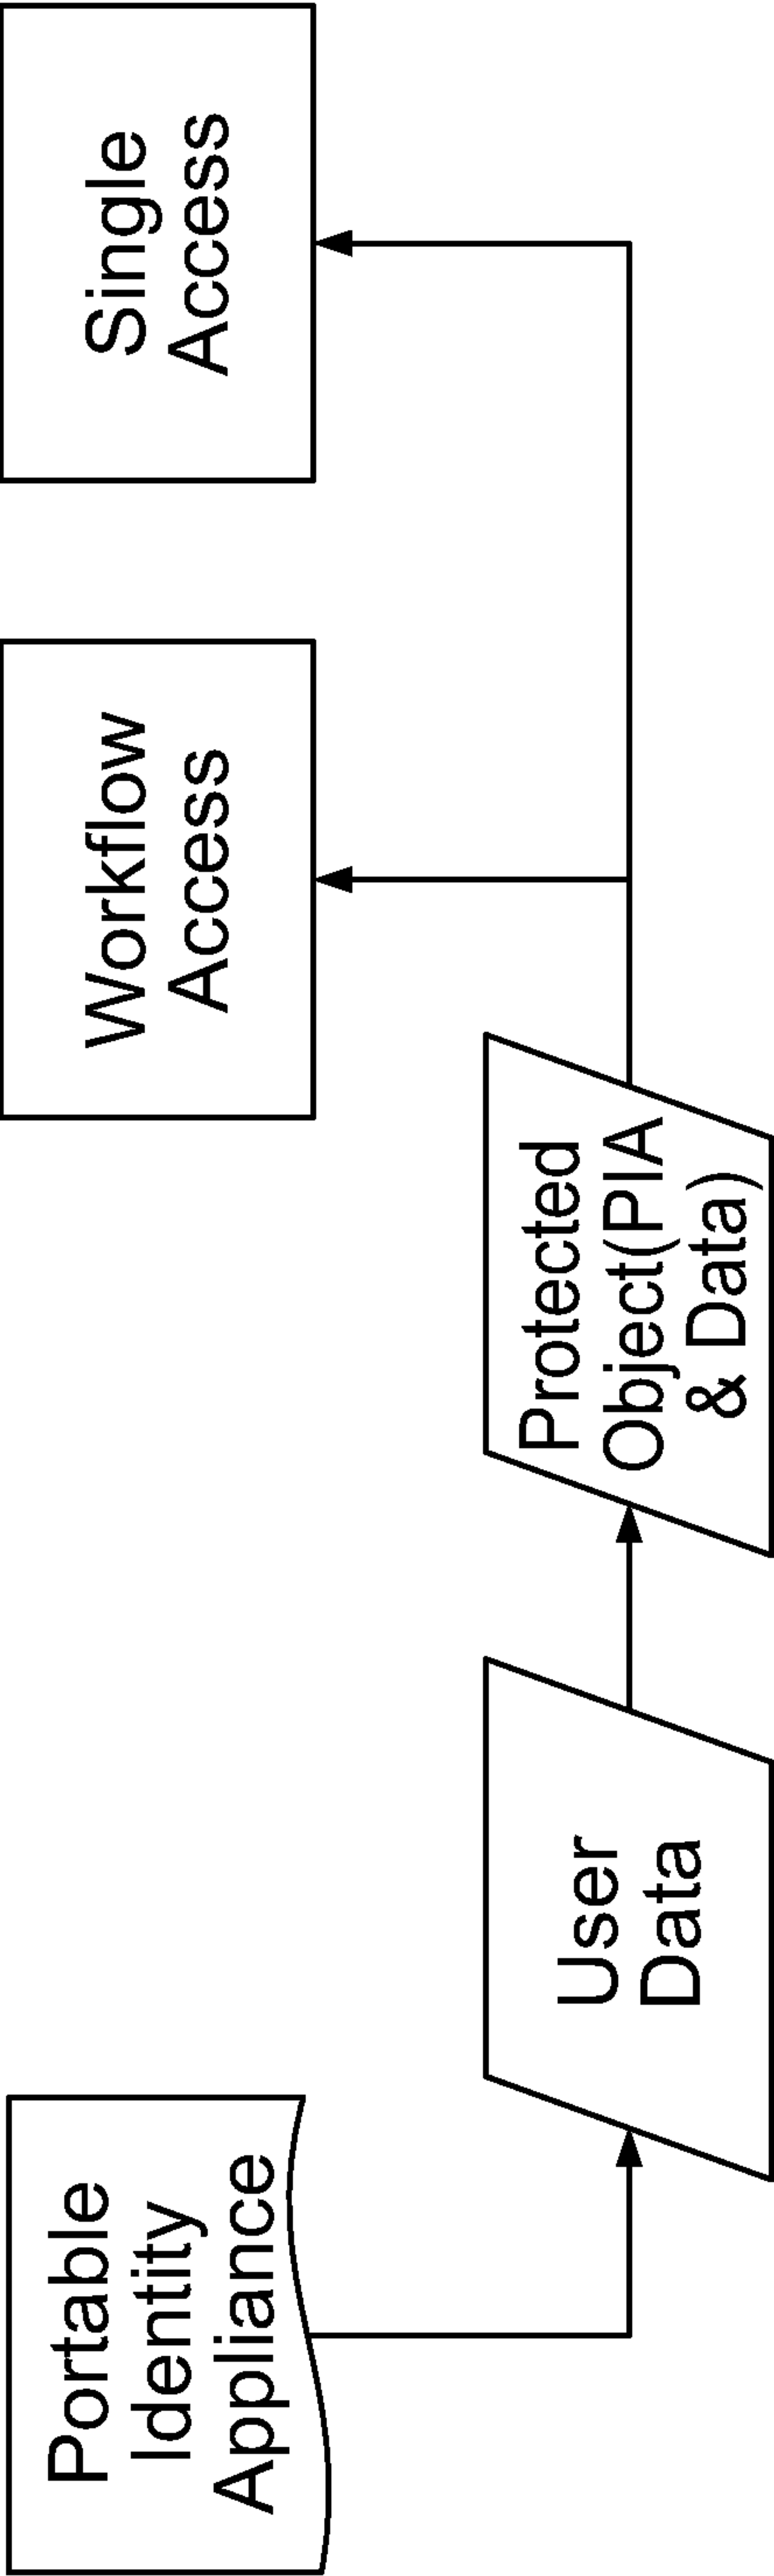 Portable
Identity
Appliance
User
Data
Protected
Object(PIA
& Data)
Workflow
Access
Single
Access